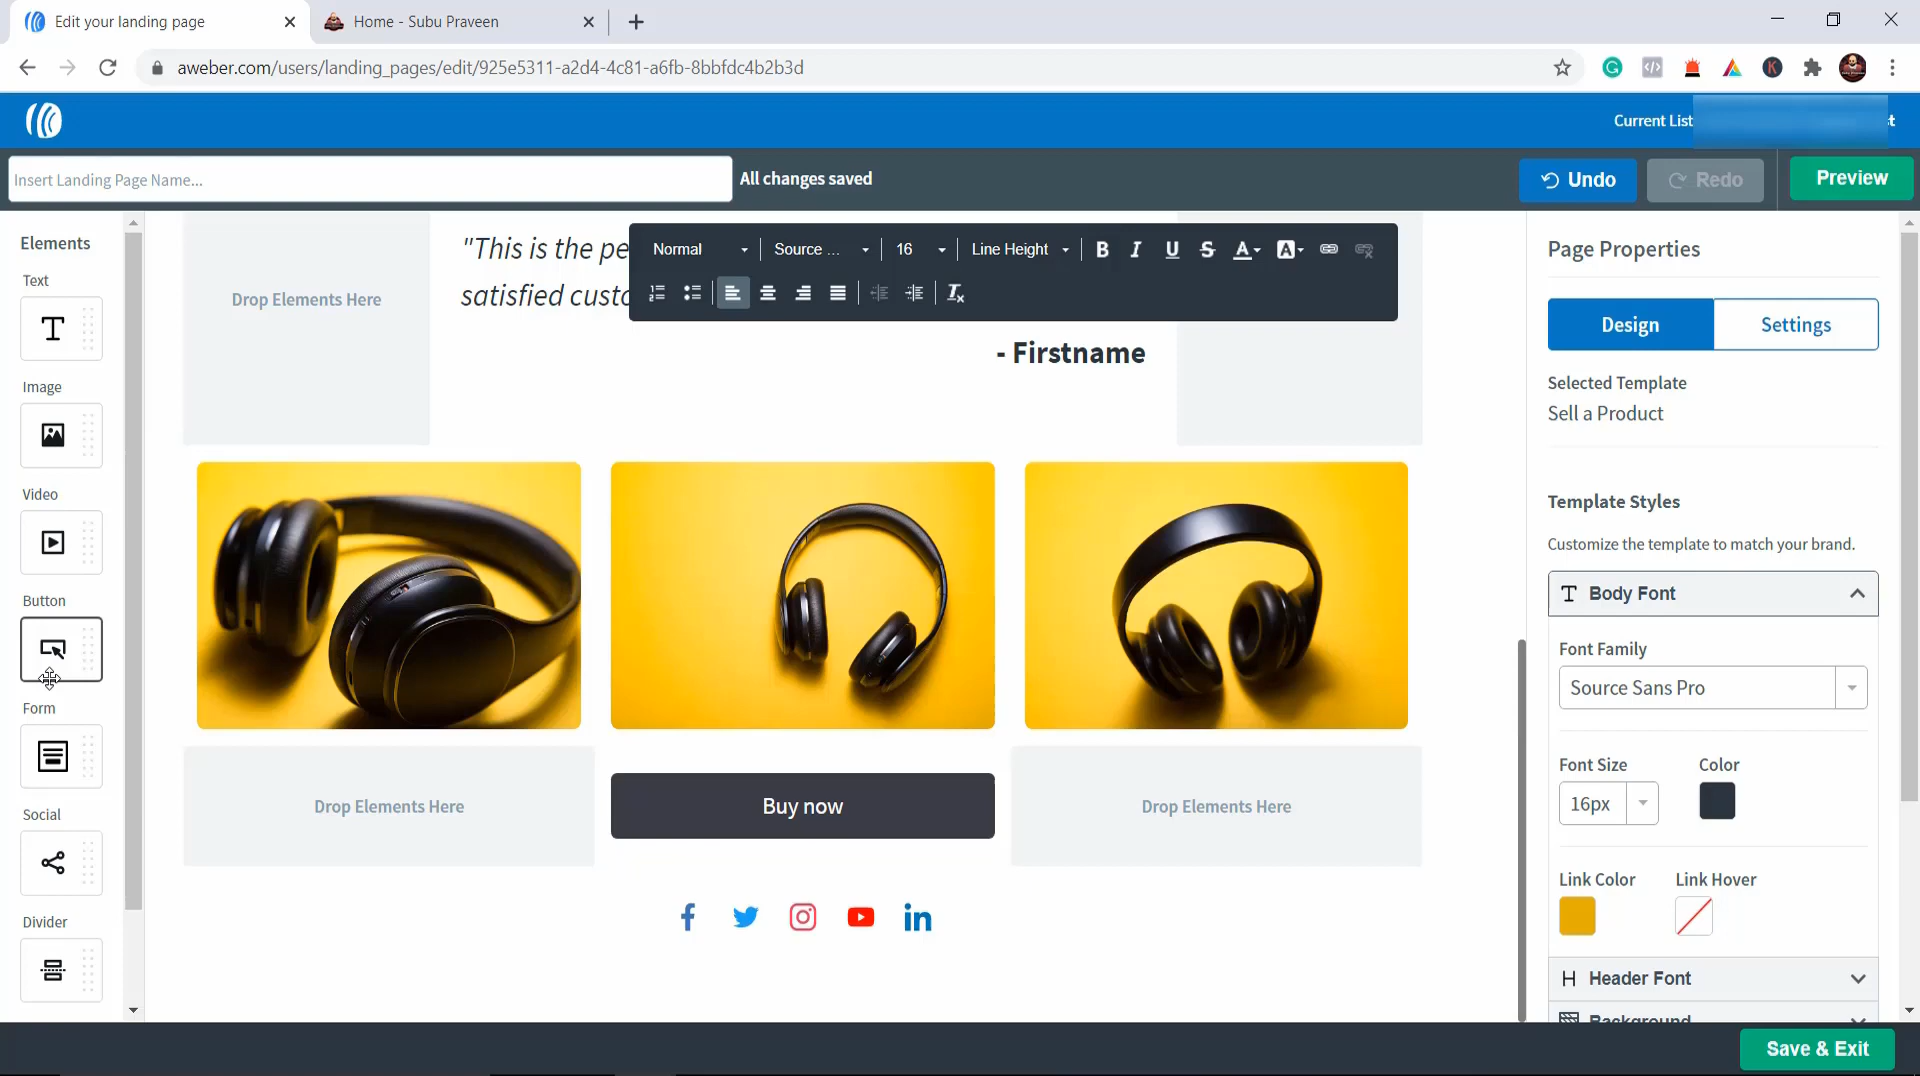 Edit your landing page
Home - Subu Praveen
aweber.com/users/landing_pages/edit/925e5311-a2d4-4c81-a6fb-8bbfdc4b2b3d
Current List
t
Insert Landing Page Name...
All changes saved
Undo
Redo
Preview
Elements
Text
Image
Video
Button
Form
Social
Divider
Drop Elements Here
"This is the pe
satisfied custo
- Firstname
Normal
Source ...
16
Line Height
B
I
U
S
A
A
Drop Elements Here
Buy now
Drop Elements Here
Page Properties
Design
Settings
Selected Template
Sell a Product
Template Styles
Customize the template to match your brand.
Body Font
Font Family
Source Sans Pro
Font Size
Color
16px
Link Color
Link Hover
Header Font
Background
Save & Exit